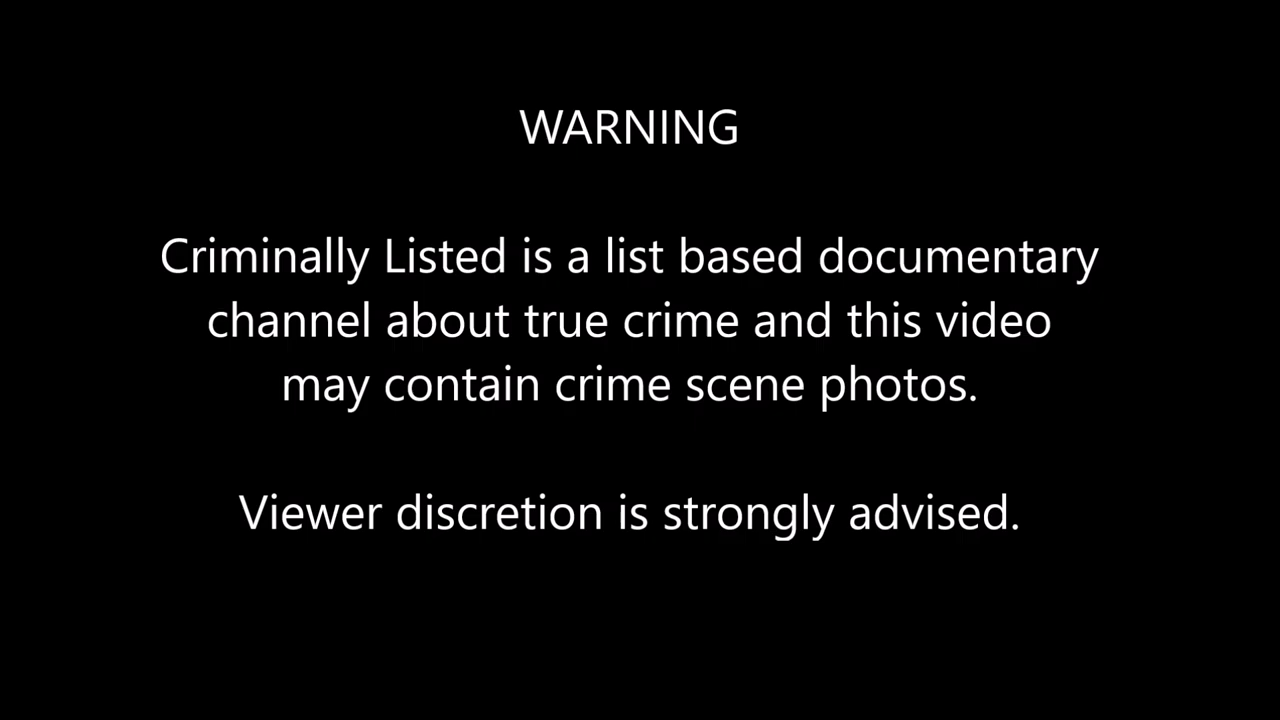 WARNING
Criminally Listed is a list based documentary
channel about true crime and this video
may contain crime scene photos.
Viewer discretion is strongly advised.